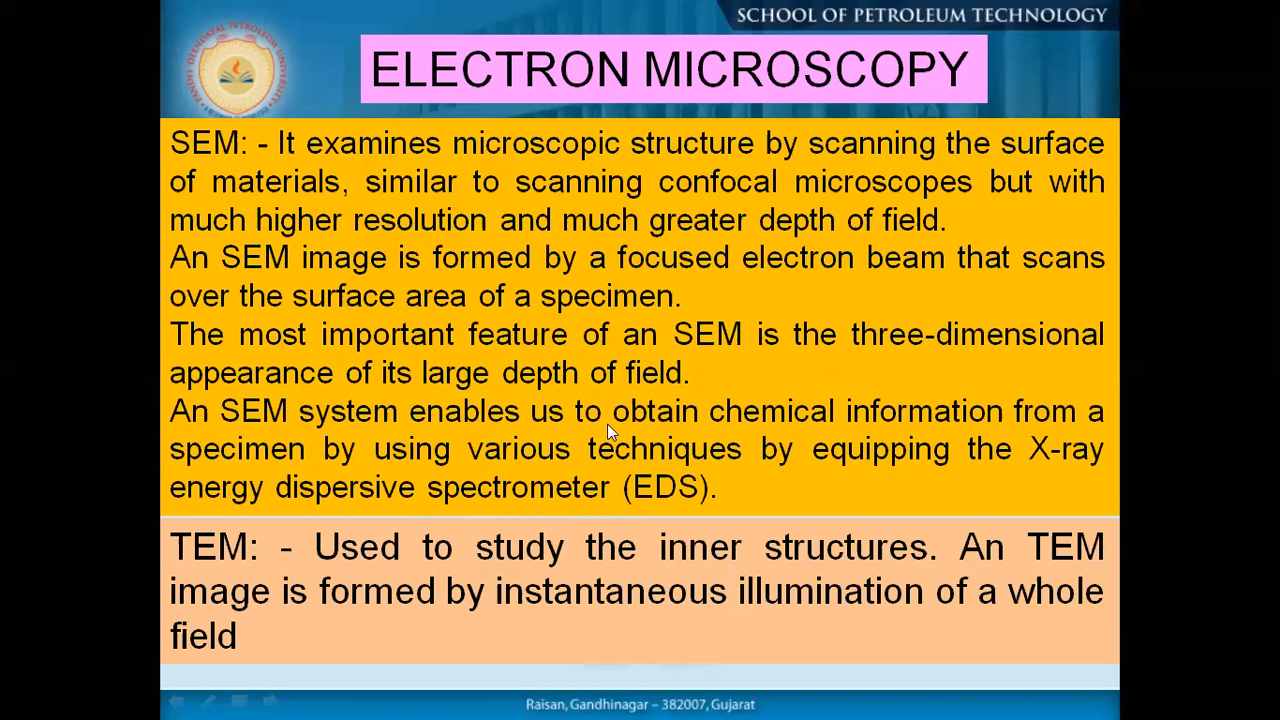 SCHOOL OF PETROLEUM TECHNOLOGY
ELECTRON MICROSCOPY
SEM: - It examines microscopic structure by scanning the surface
of materials, similar to scanning confocal microscopes but with
much higher resolution and much greater depth of field.
An SEM image is formed by a focused electron beam that scans
over the surface area of a specimen.
The most important feature of an SEM is the three-dimensional
appearance of its large depth of field.
An SEM system enables us to obtain chemical information from a
specimen by using various techniques by equipping the X-ray
energy dispersive spectrometer (EDS).
TEM: - Used to study the inner structures. An TEM
image is formed by instantaneous illumination of a whole
field
Raisan, Gandhinagar – 382007, Gujarat